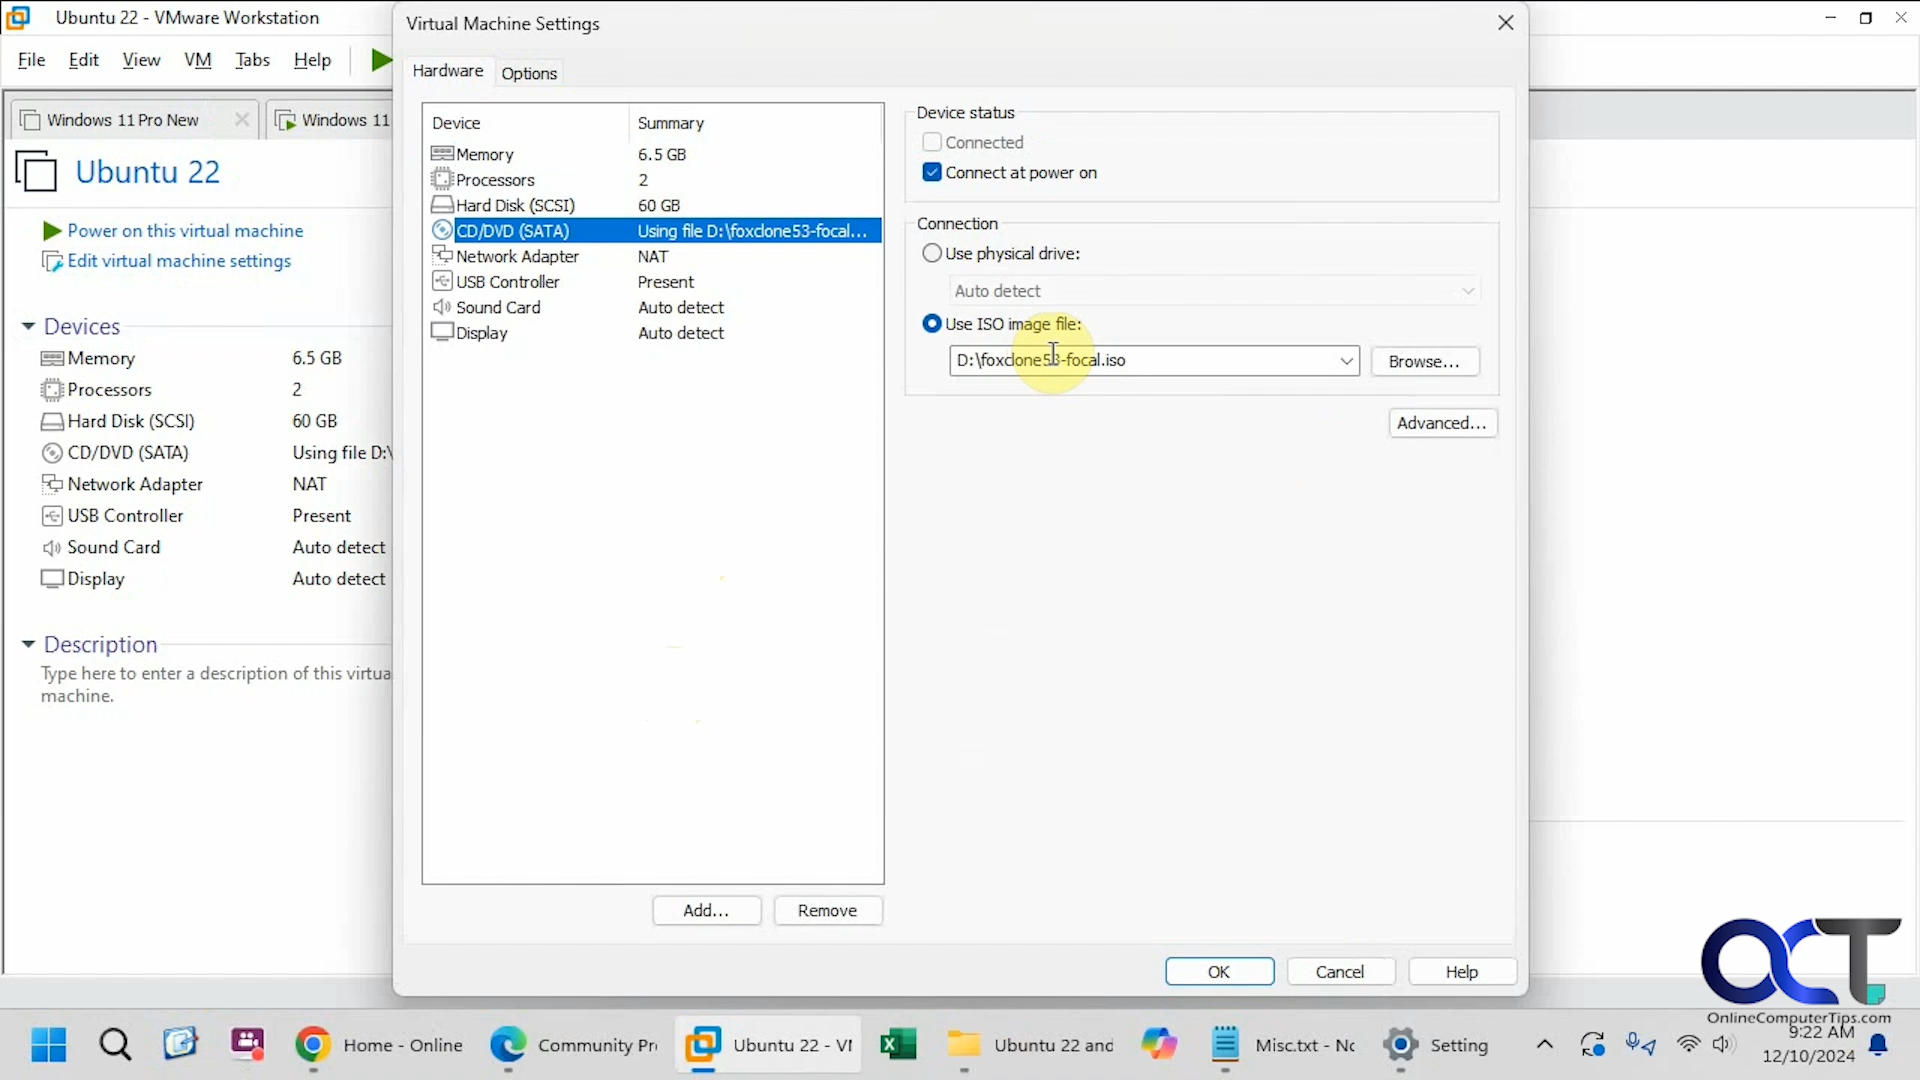 Ubuntu 22 - VMware Workstation
File Edit View VM Tabs Help
Windows 11 Pro New
Windows 11
Ubuntu 22
Power on this virtual machine
Edit virtual machine settings
Devices
Memory 6.5 GB
Processors 2
Hard Disk (SCSI) 60 GB
CD/DVD (SATA) Using file D:\
Network Adapter NAT
USB Controller Present
Sound Card Auto detect
Display Auto detect
Description
Type here to enter a description of this virtua
machine.
Virtual Machine Settings
Hardware Options
Device Summary
Memory 6.5 GB
Processors 2
Hard Disk (SCSI) 60 GB
CD/DVD (SATA) Using file D:\foxclone53-focal...
Network Adapter NAT
USB Controller Present
Sound Card Auto detect
Display Auto detect
Add... Remove
Device status
Connected
Connect at power on
Connection
Use physical drive:
Auto detect
Use ISO image file:
D:\foxclone53-focal.iso Browse...
Advanced...
OK Cancel Help
OCT
OnlineComputerTips.com
Home - Online Community Pr Ubuntu 22 - VM Ubuntu 22 and Misc.txt - No Setting
9:22 AM
12/10/2024